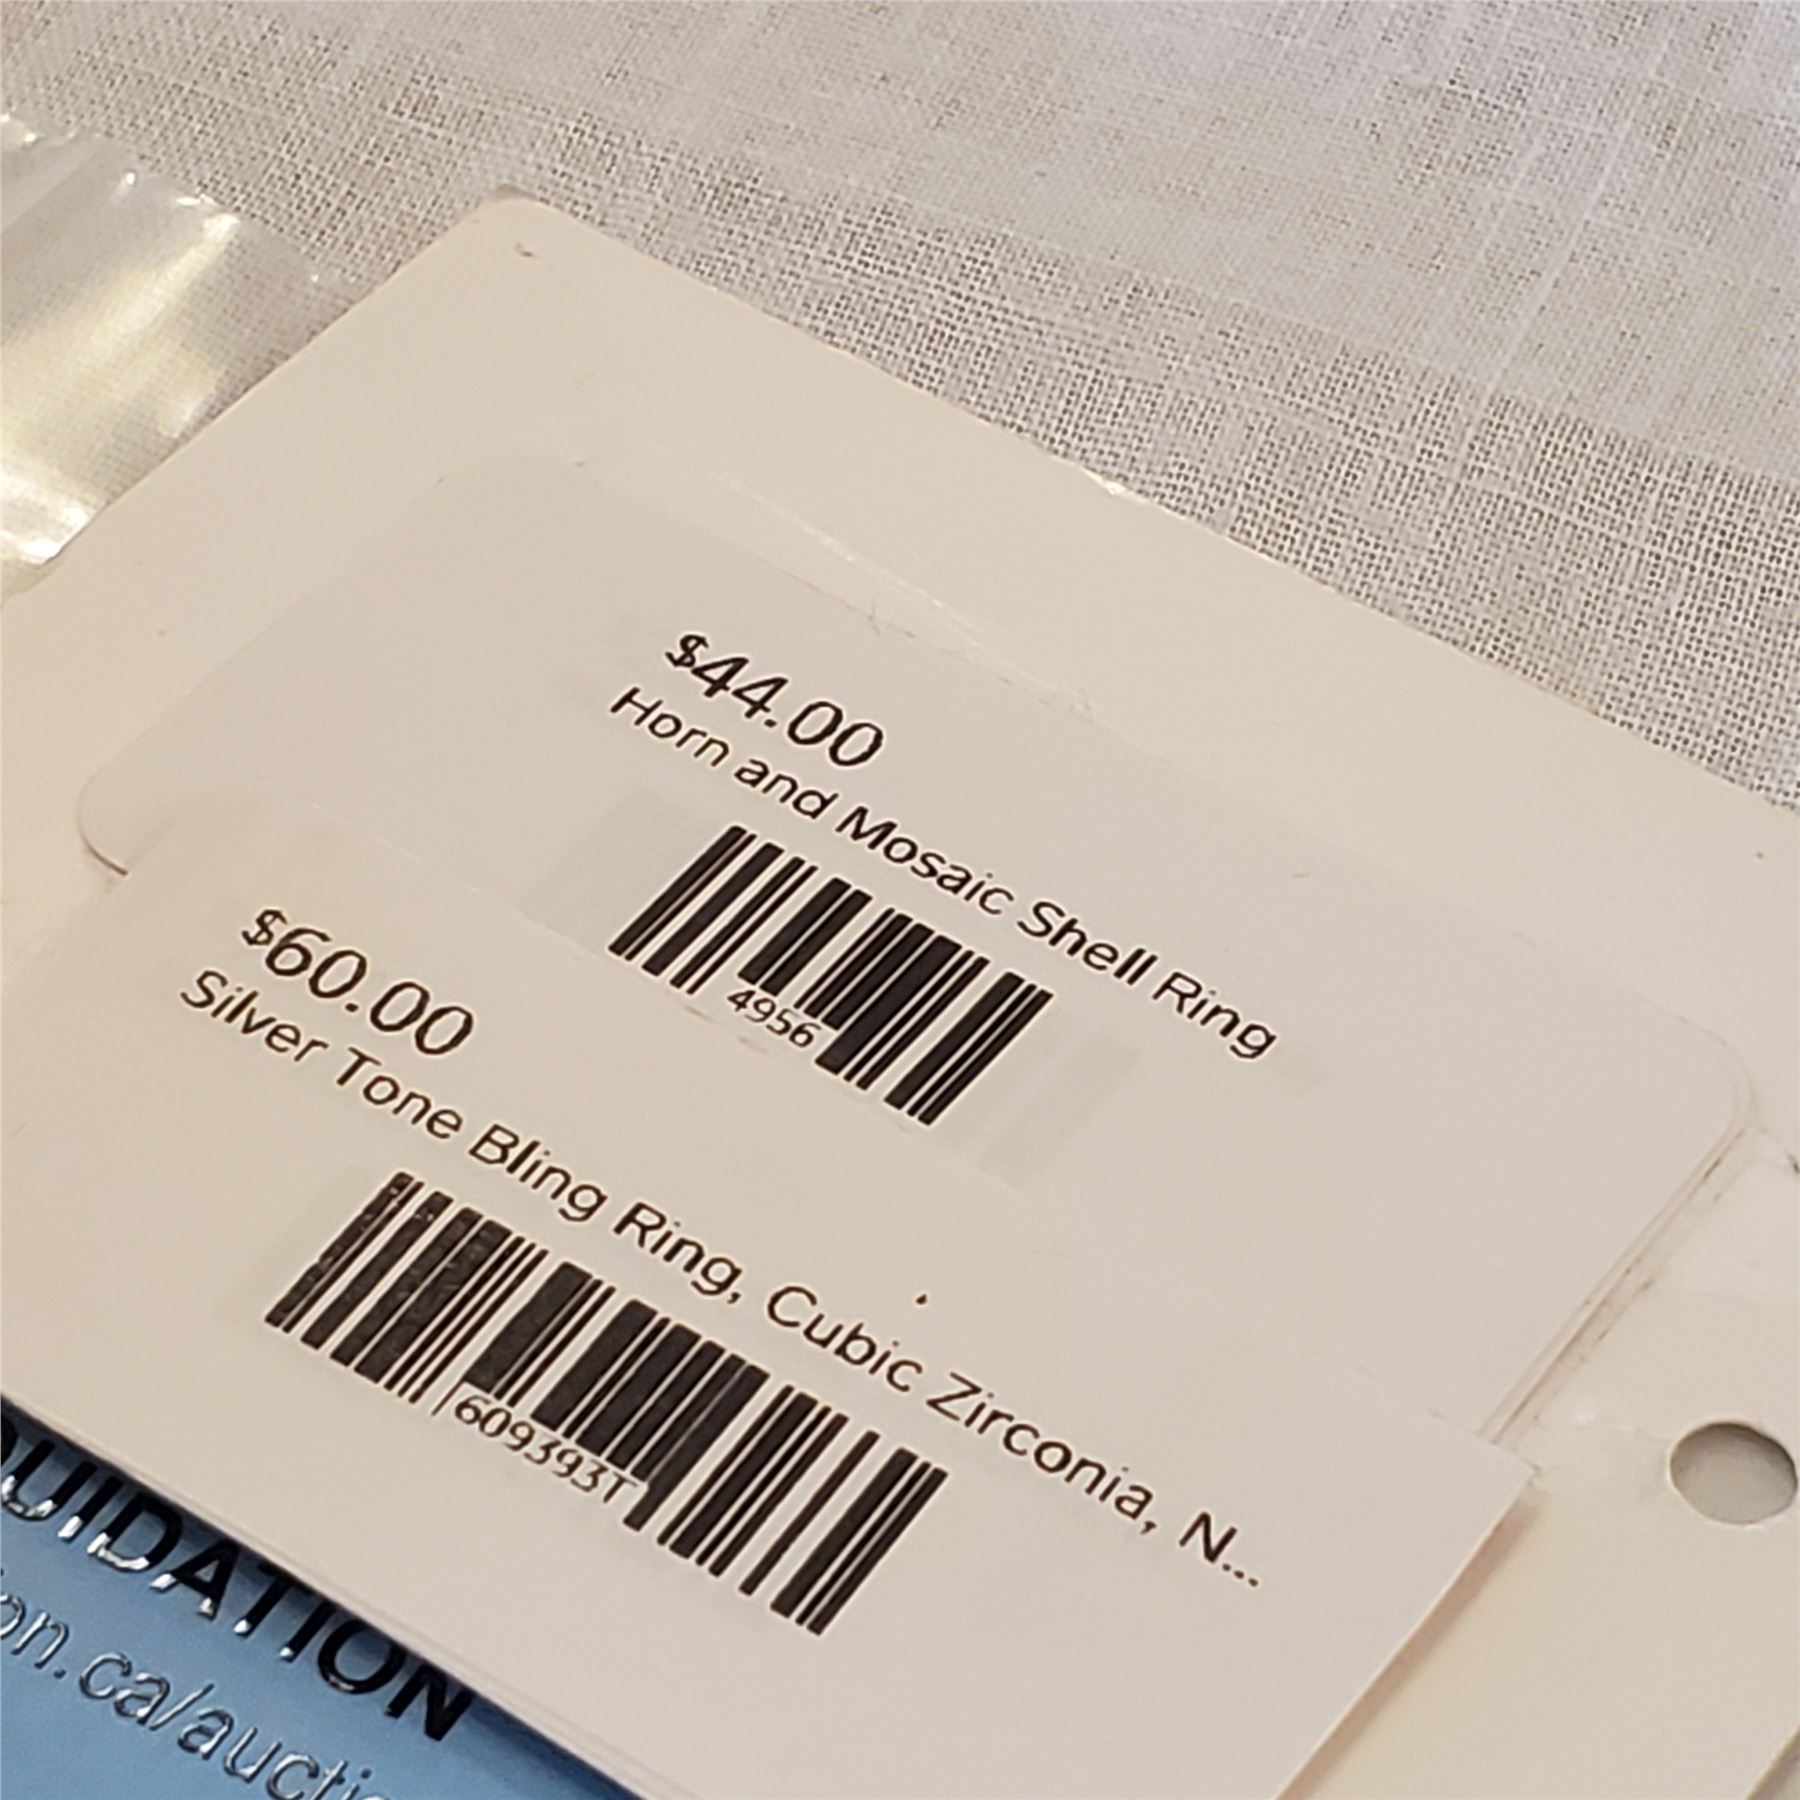 $44.00
Horn and Mosaic Shell Ring
4956
$60.00
Silver Tone Bling Ring, Cubic Zirconia, N...
609393T
UIDATION
on.ca/aucti